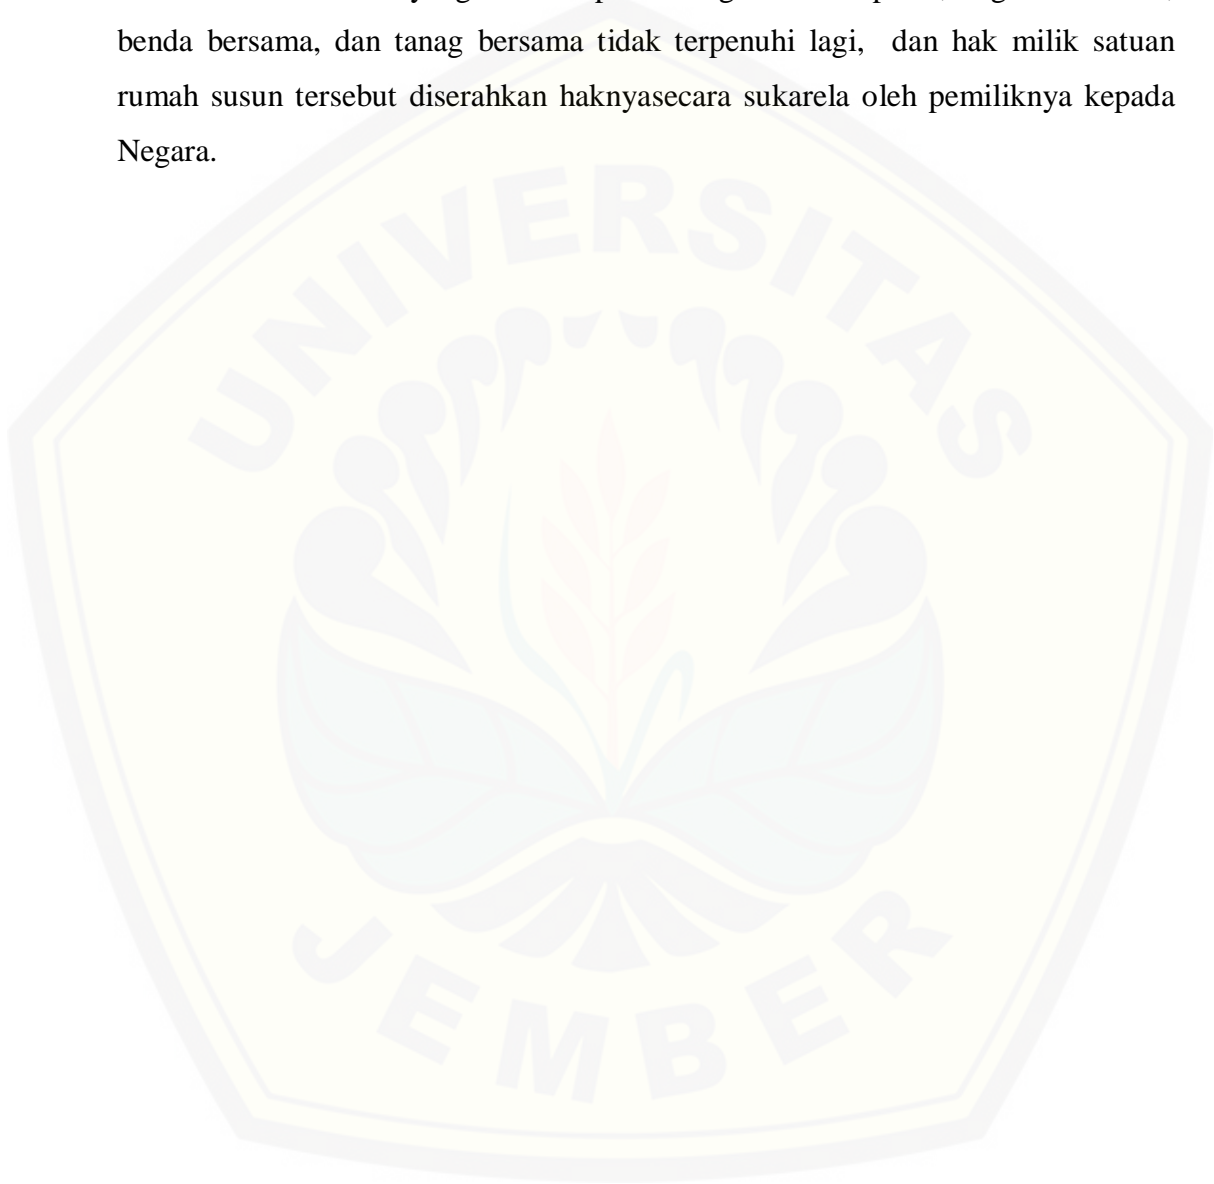 benda bersama, dan tanag bersama tidak terpenuhi lagi, dan hak milik satuan
rumah susun tersebut diserahkan haknyasecara sukarela oleh pemiliknya kepada
Negara.
UNIVERSITAS
JEMBER